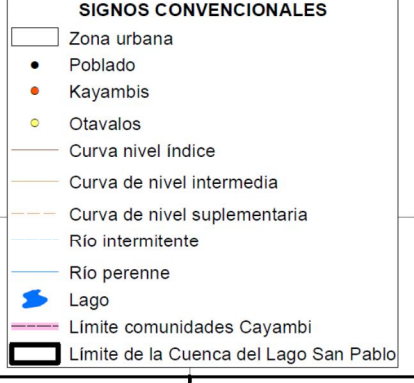 SIGNOS CONVENCIONALES
Zona urbana
Poblado
Kayambis
Otavalos
Curva nivel índice
Curva de nivel intermedia
Curva de nivel suplementaria
Río intermitente
Río perenne
Lago
Límite comunidades Cayambi
Límite de la Cuenca del Lago San Pablo